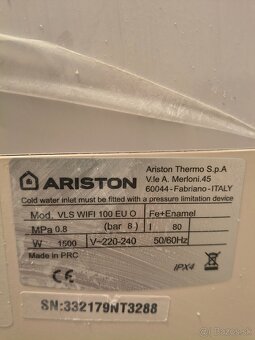 ARISTON
Ariston Thermo S.p.A
V.le A. Merloni.45
60044 - Fabriano - ITALY
Cold water inlet must be fitted with a pressure limitation device
Mod. VLS WIFI 100 EU O Fe+Enamel
MPa 0.8 (bar 8) l 80
W 1500 V~220-240 50/60Hz
Made in PRC
CE IPX4
SN:332179NT3288
bazos.sk